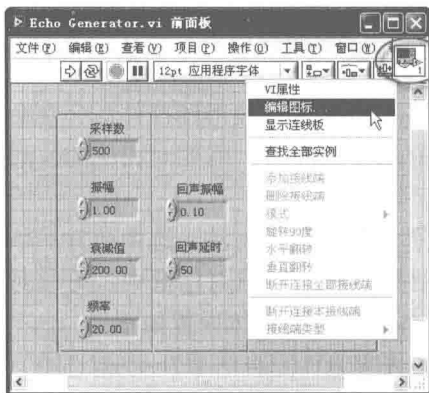 Echo Generator.vi 前面板
文件(F) 编辑(E) 查看(V) 项目(P) 操作(O) 工具(T) 窗口(W)
12pt 应用程序字体
1
VI属性
编辑图标...
显示连线板
查找全部实例
添加接线端
删除接线端
模式
旋转90度
水平翻转
垂直翻转
断开连接全部接线端
断开连接本接线端
接线端类型
采样数
500
振幅
1.00
回声振幅
0.10
衰减值
200.00
回声延时
50
频率
20.00